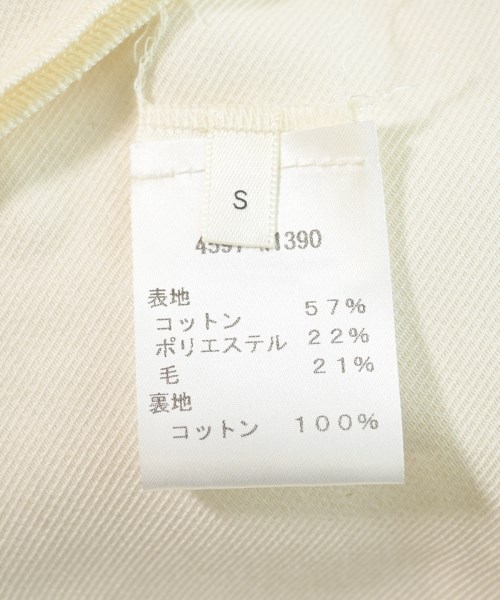 S
1390
表地
コットン 57%
ポリエステル 22%
毛 21%
裏地
コットン 100%